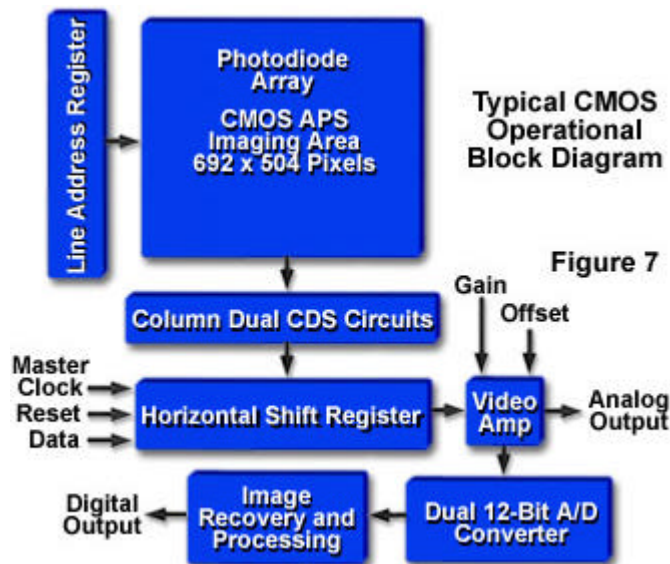 Line Address Register
Photodiode
Array
CMOS APS
Imaging Area
692 x 504 Pixels
Typical CMOS
Operational
Block Diagram
Figure 7
Gain
Offset
Column Dual CDS Circuits
Master
Clock
Reset
Data
Horizontal Shift Register
Video
Amp
Analog
Output
Digital
Output
Image
Recovery and
Processing
Dual 12-Bit A/D
Converter